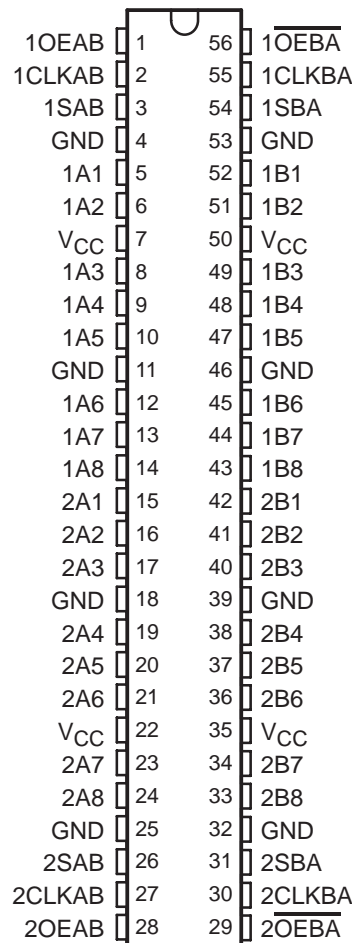 1OEAB 1 56 1O̅E̅B̅A̅
1CLKAB 2 55 1CLKBA
1SAB 3 54 1SBA
GND 4 53 GND
1A1 5 52 1B1
1A2 6 51 1B2
VCC 7 50 VCC
1A3 8 49 1B3
1A4 9 48 1B4
1A5 10 47 1B5
GND 11 46 GND
1A6 12 45 1B6
1A7 13 44 1B7
1A8 14 43 1B8
2A1 15 42 2B1
2A2 16 41 2B2
2A3 17 40 2B3
GND 18 39 GND
2A4 19 38 2B4
2A5 20 37 2B5
2A6 21 36 2B6
VCC 22 35 VCC
2A7 23 34 2B7
2A8 24 33 2B8
GND 25 32 GND
2SAB 26 31 2SBA
2CLKAB 27 30 2CLKBA
2OEAB 28 29 2O̅E̅B̅A̅